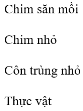 Chim săn mồi
Chim nhỏ
Côn trùng nhỏ
Thực vật